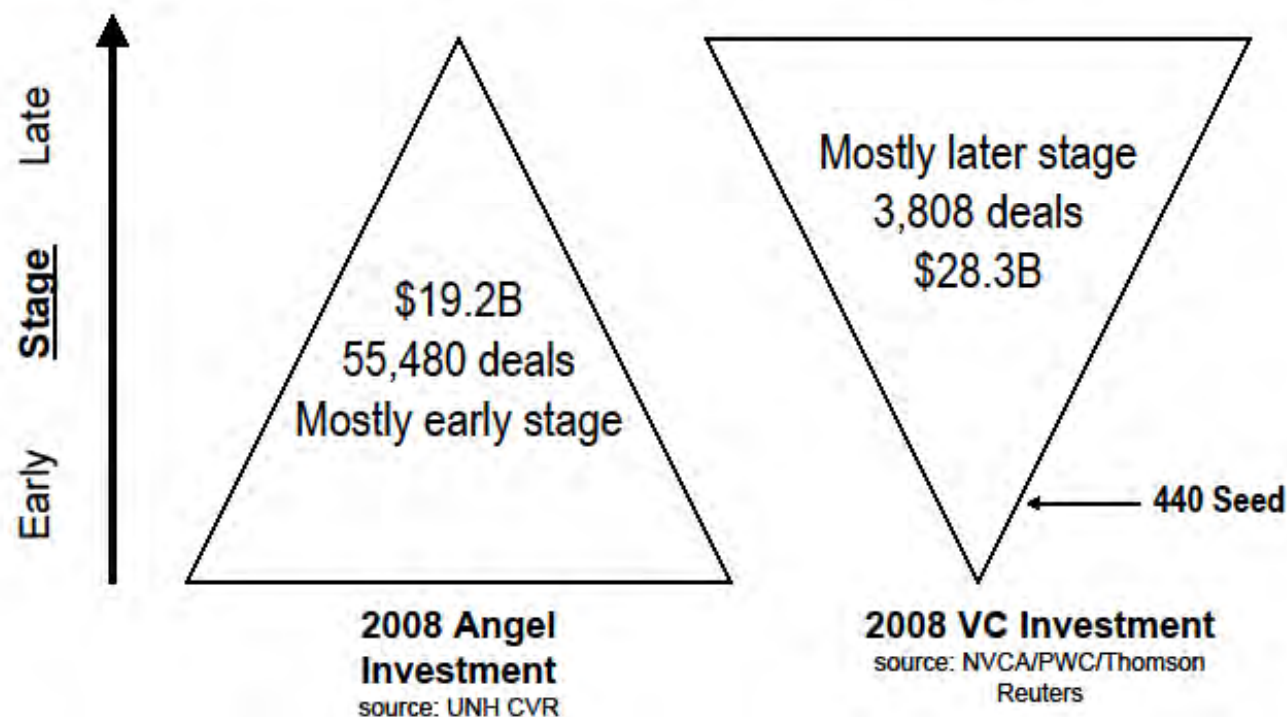 Late
Stage
Early
$19.2B
55,480 deals
Mostly early stage
2008 Angel
Investment
source: UNH CVR
Mostly later stage
3,808 deals
$28.3B
440 Seed
2008 VC Investment
source: NVCA/PWC/Thomson
Reuters